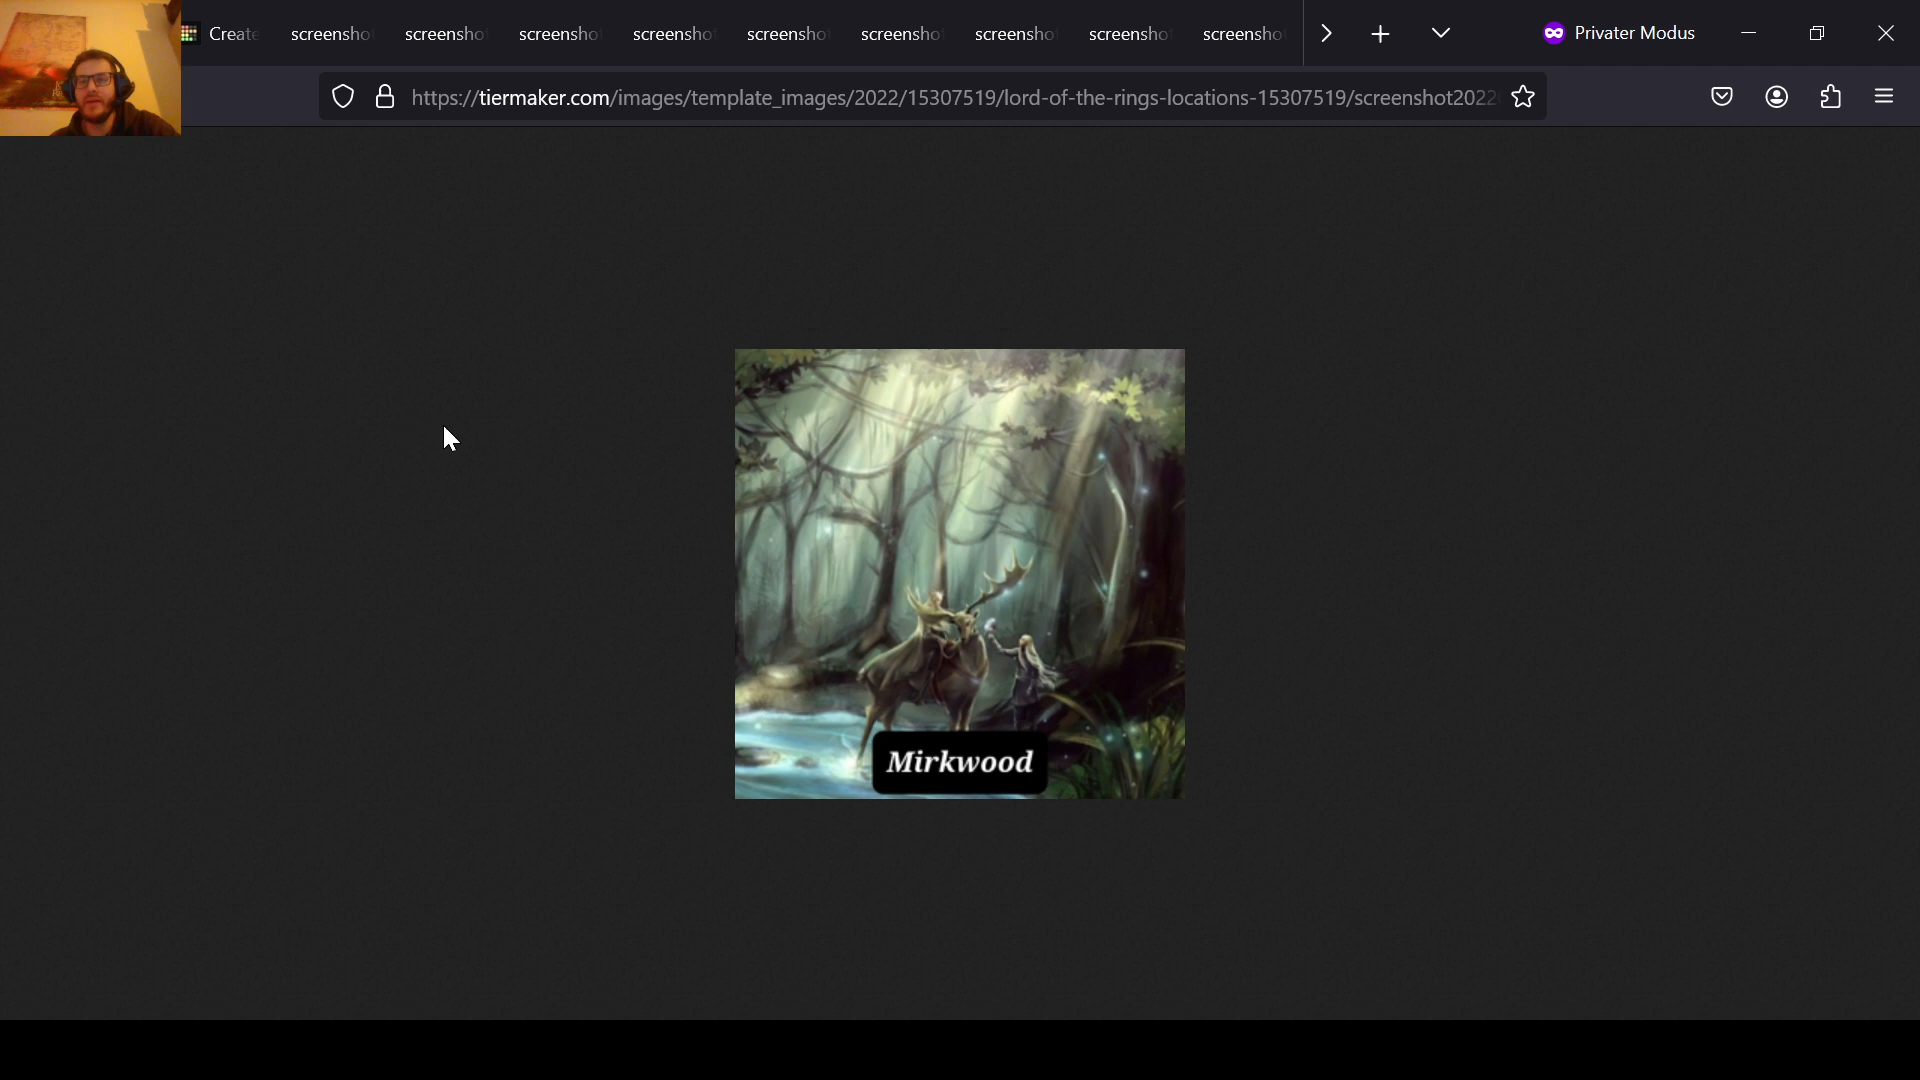 Create
screensho
screensho
screensho
screensho
screensho
screensho
screensho
screensho
screensho
Privater Modus
https://tiermaker.com/images/template_images/2022/15307519/lord-of-the-rings-locations-15307519/screenshot2022
Mirkwood